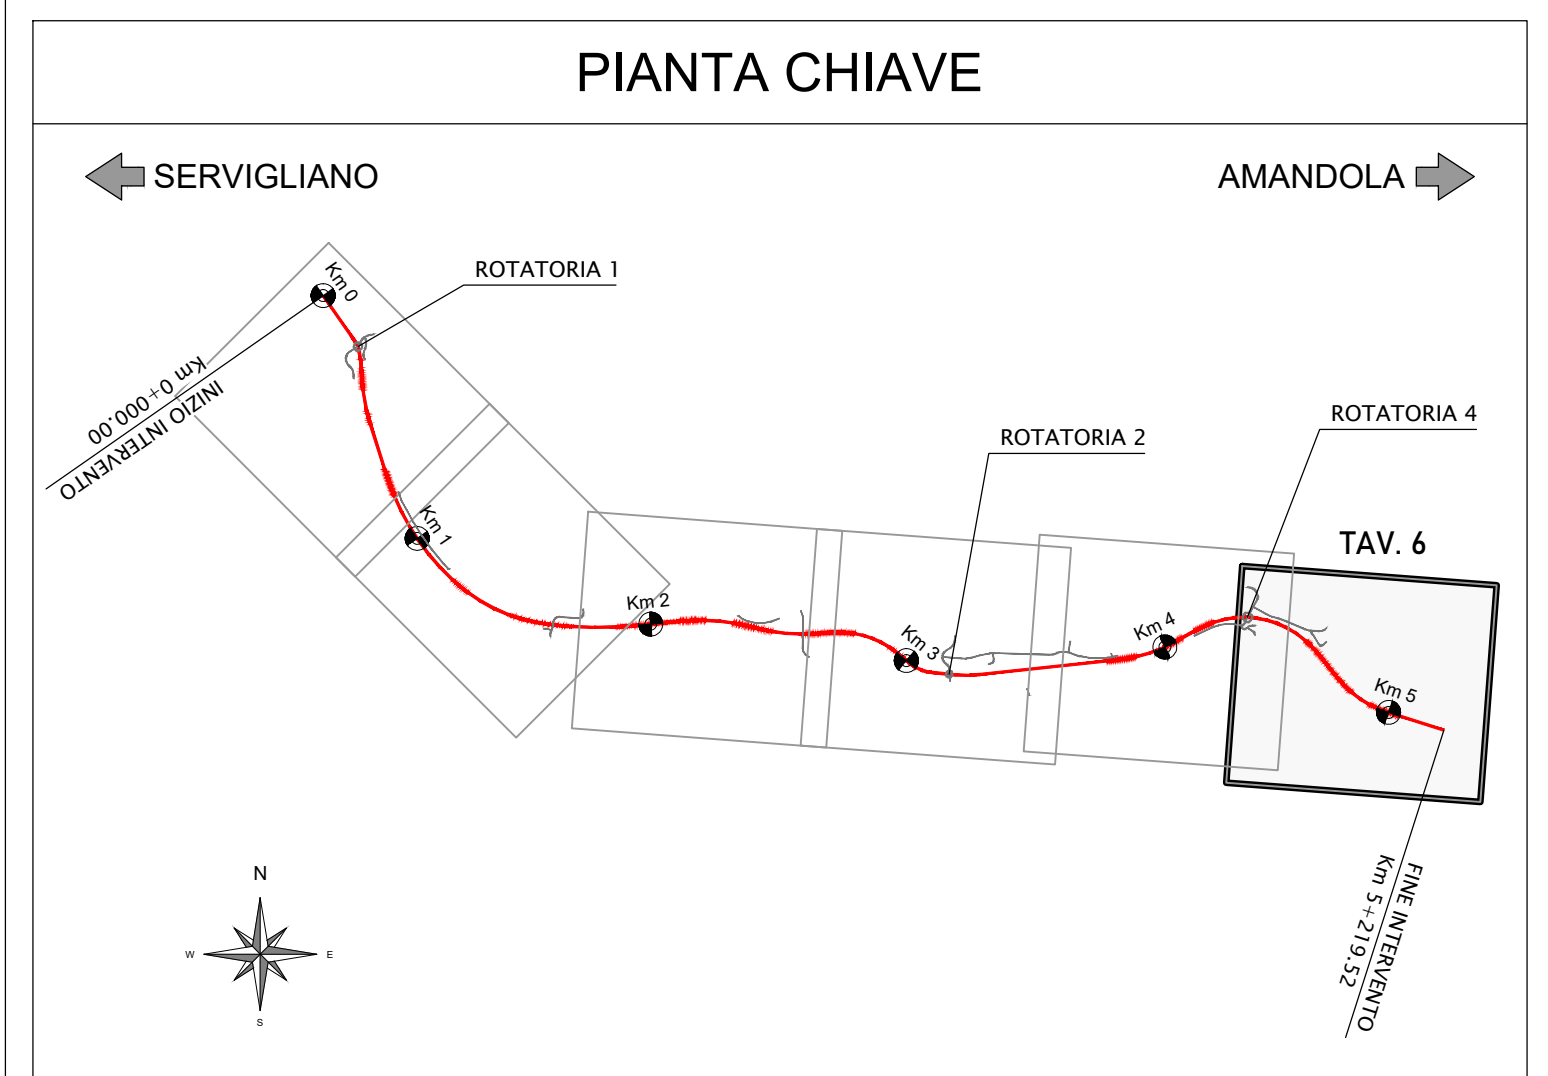 PIANTA CHIAVE
SERVIGLIANO
AMANDOLA
Km 0
ROTATORIA 1
Km 0+000.00
INIZIO INTERVENTO
Km 1
ROTATORIA 2
ROTATORIA 4
TAV. 6
Km 2
Km 3
Km 4
Km 5
FINE INTERVENTO
Km 5+219.52
N
W
E
S